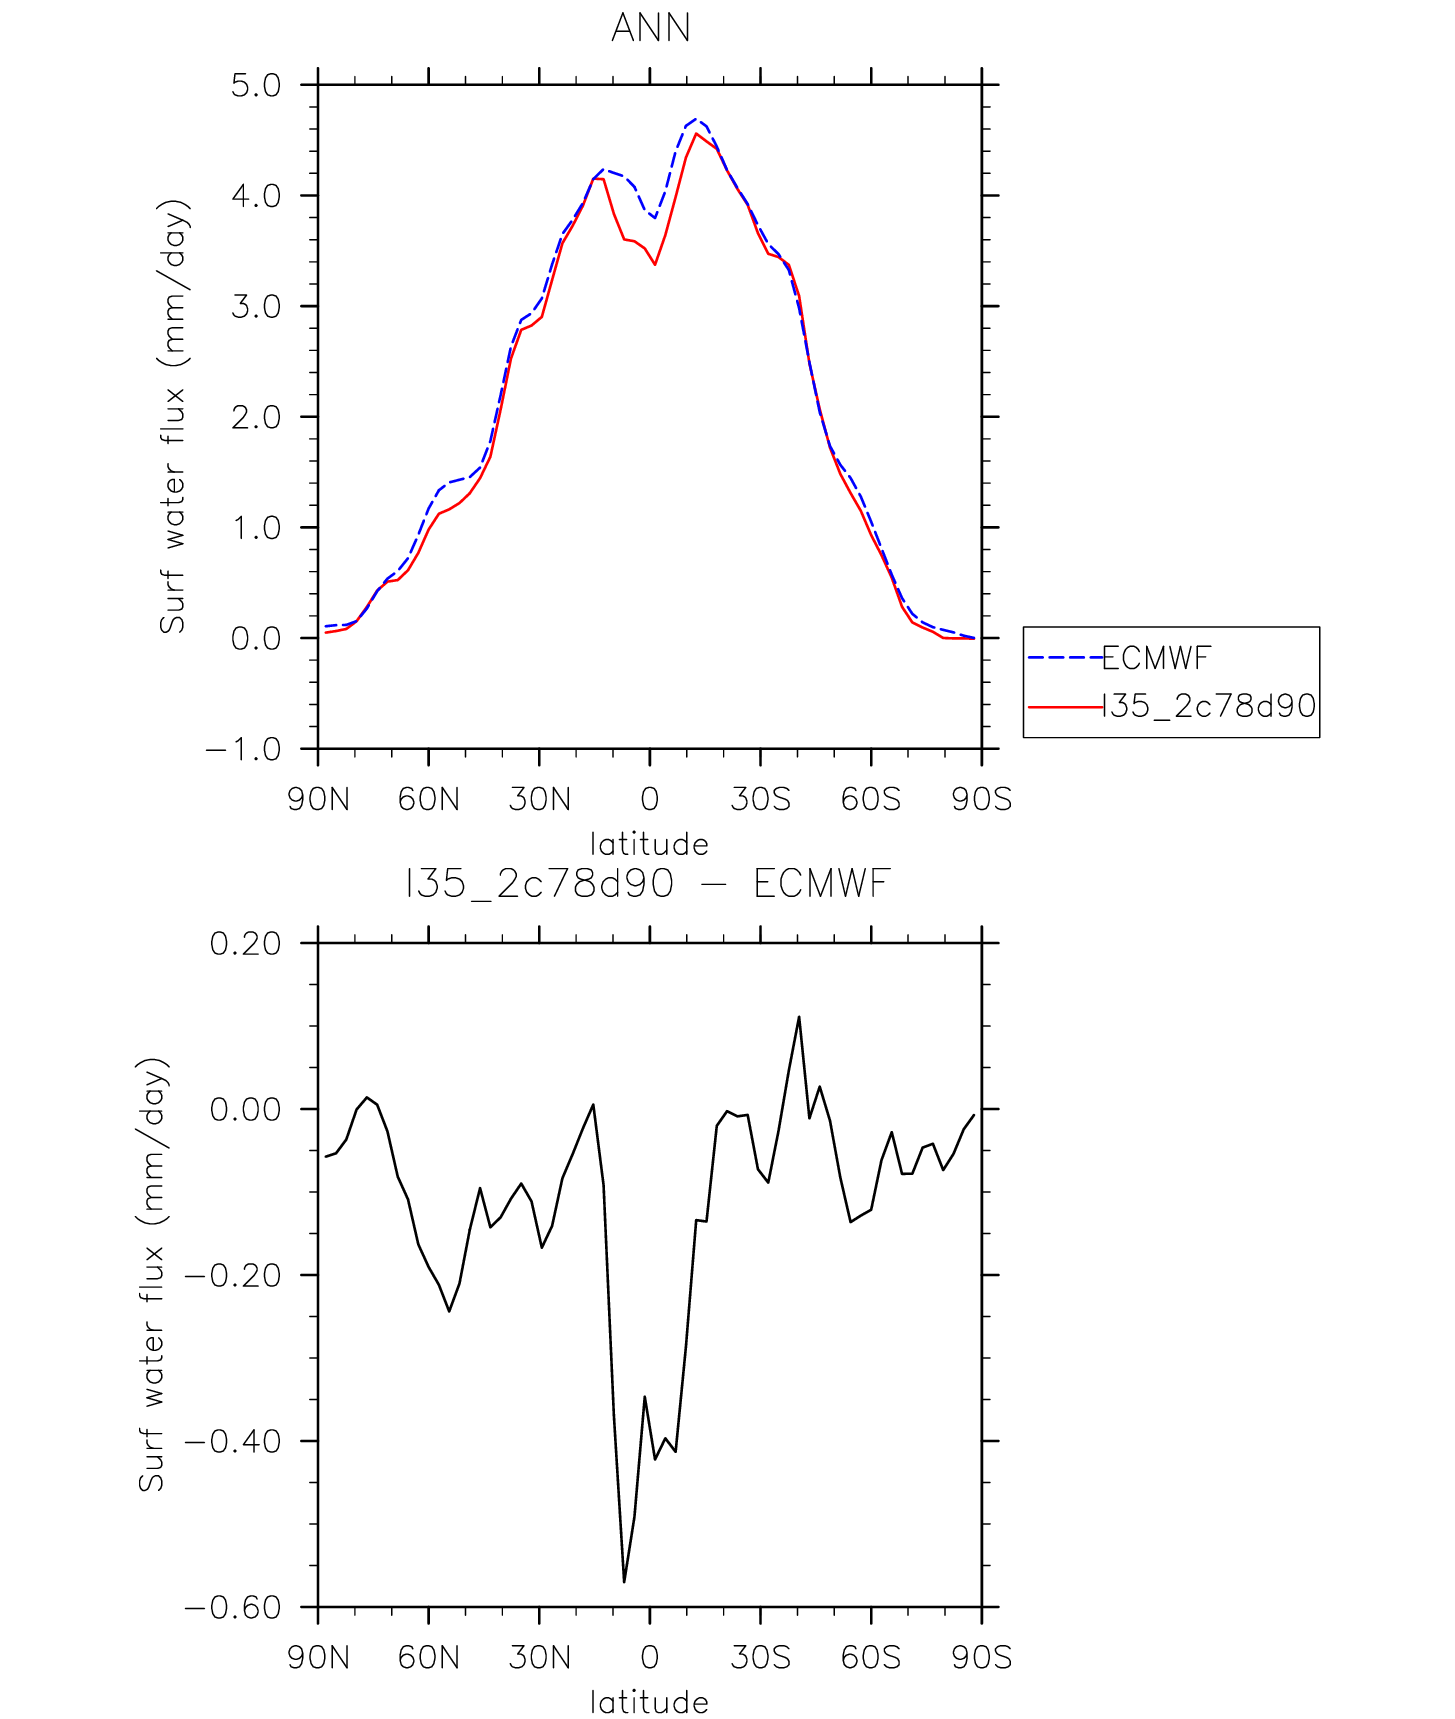 ANN
5.0
4.0
3.0
2.0
1.0
0.0
-1.0
Surf water flux (mm/day)
90N 60N 30N 0 30S 60S 90S
latitude
ECMWF
I35_2c78d90
I35_2c78d90 - ECMWF
0.20
0.00
-0.20
-0.40
-0.60
Surf water flux (mm/day)
90N 60N 30N 0 30S 60S 90S
latitude